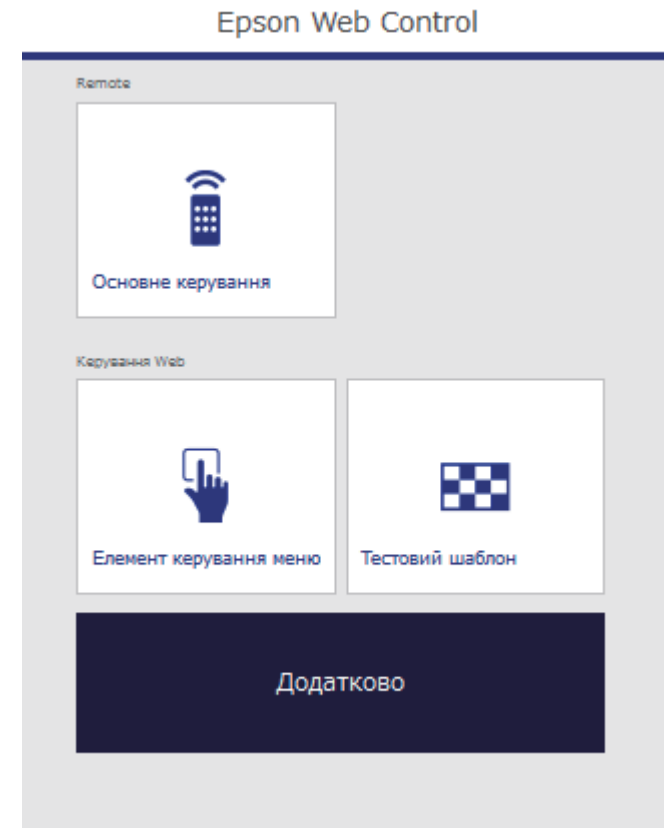 Epson Web Control
Remote
Основне керування
Керування Web
Елемент керування меню
Тестовий шаблон
Додатково